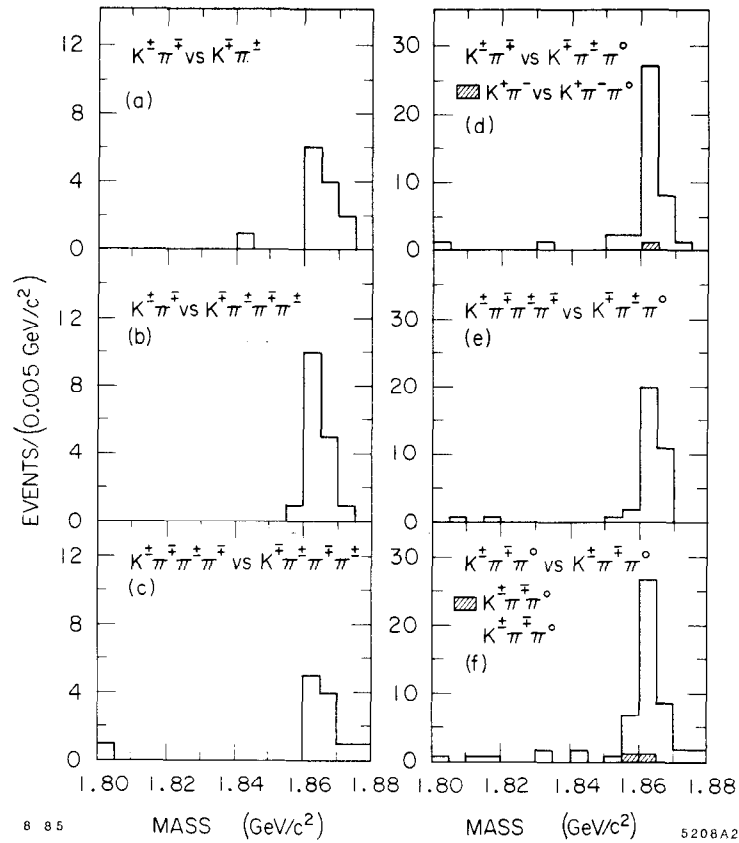 EVENTS/(0.005 GeV/c²)
12
8
4
0
K±π∓ vs K∓π±
(a)
12
8
4
0
K±π∓ vs K∓π±π∓π±
(b)
12
8
4
0
K±π∓π±π∓ vs K∓π±π∓π±
(c)
1.80 1.82 1.84 1.86 1.88
MASS (GeV/c²)
30
20
10
0
K±π∓ vs K∓π±π°
K⁺π⁻ vs K⁺π⁻π°
(d)
30
20
10
0
K±π∓π±π∓ vs K∓π±π°
(e)
30
20
10
0
K±π∓π° vs K±π∓π°
K±π∓π°
K±π∓π°
(f)
1.80 1.82 1.84 1.86 1.88
MASS (GeV/c²)
8 85
5208A2